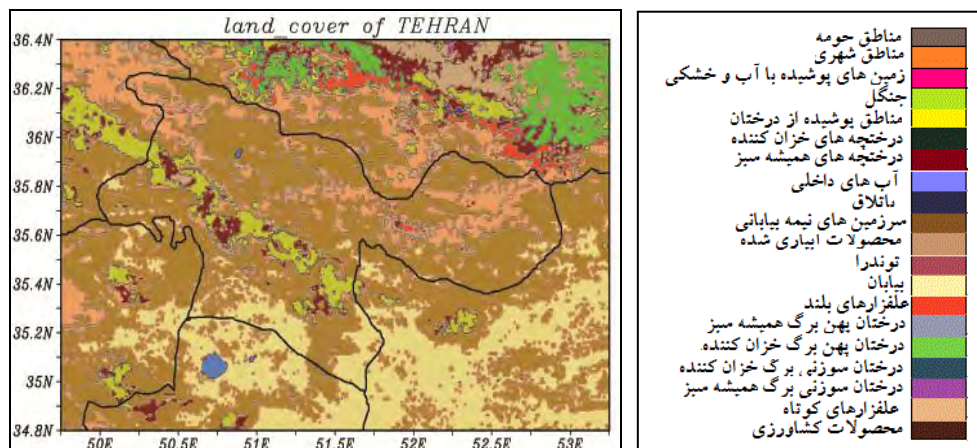 land_cover of TEHRAN
36.4N
36.2N
36N
35.8N
35.6N
35.4N
35.2N
35N
34.8N
50E 50.5E 51E 51.5E 52E 52.5E 53E
مناطق حومه
مناطق شهری
زمین های پوشیده با آب و خشکی
جنگل
مناطق پوشیده از درختان
درختچه های خزان کننده
درختچه های همیشه سبز
آب های داخلی
باتلاق
سرزمین های نیمه بیابانی
محصولات ابیاری شده
توندرا
بیابان
علفزارهای بلند
درختان پهن برگ همیشه سبز
درختان پهن برگ خزان کننده
درختان سوزنی برگ خزان کننده
درختان سوزنی برگ همیشه سبز
علفزارهای کوتاه
محصولات کشاورزی